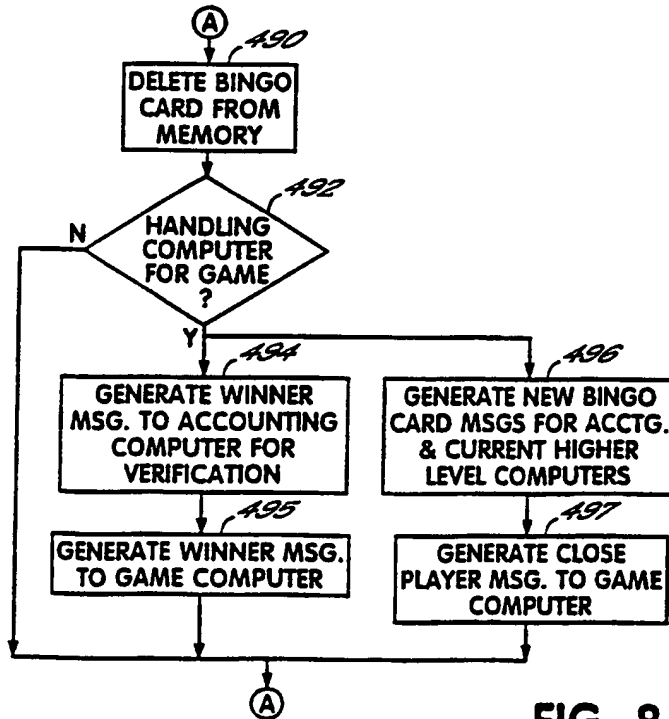 A
490
DELETE BINGO
CARD FROM
MEMORY
492
HANDLING
COMPUTER
FOR GAME
?
N
Y
494
GENERATE WINNER
MSG. TO ACCOUNTING
COMPUTER FOR
VERIFICATION
495
GENERATE WINNER MSG.
TO GAME COMPUTER
496
GENERATE NEW BINGO
CARD MSGS FOR ACCTG.
& CURRENT HIGHER
LEVEL COMPUTERS
497
GENERATE CLOSE
PLAYER MSG. TO GAME
COMPUTER
A